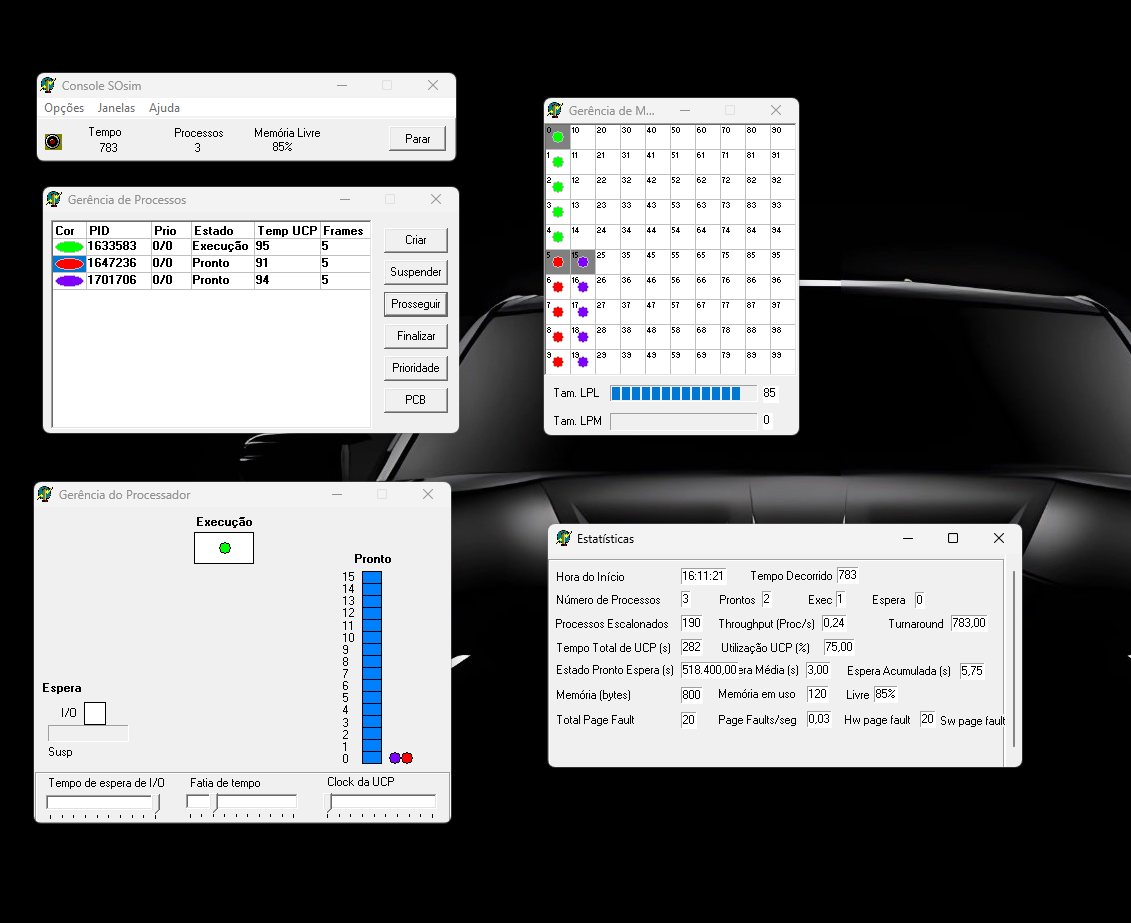 Console SOsim
Opções Janelas Ajuda
Tempo Processos Memória Livre
783 3 85%
Parar
Gerência de Processos
Cor PID Prio Estado Temp UCP Frames
1633583 0/0 Execução 95 5
1647236 0/0 Pronto 91 5
1701706 0/0 Pronto 94 5
Criar
Suspender
Prosseguir
Finalizar
Prioridade
PCB
Gerência de M...
0 10 20 30 40 50 60 70 80 90
1 11 21 31 41 51 61 71 81 91
2 12 22 32 42 52 62 72 82 92
3 13 23 33 43 53 63 73 83 93
4 14 24 34 44 54 64 74 84 94
5 15 25 35 45 55 65 75 85 95
6 16 26 36 46 56 66 76 86 96
7 17 27 37 47 57 67 77 87 97
8 18 28 38 48 58 68 78 88 98
9 19 29 39 49 59 69 79 89 99
Tam. LPL 85
Tam. LPM 0
Gerência do Processador
Execução
Pronto
15
14
13
12
11
10
9
8
7
6
5
4
3
2
1
0
Espera
I/O
Susp
Tempo de espera de I/O Fatia de tempo Clock da UCP
Estatísticas
Hora do Início 16:11:21 Tempo Decorrido 783
Número de Processos 3 Prontos 2 Exec 1 Espera 0
Processos Escalonados 190 Throughput (Proc/s) 0,24 Turnaround 783,00
Tempo Total de UCP (s) 282 Utilização UCP (%) 75,00
Estado Pronto Espera (s) 518.400,00 era Média (s) 3,00 Espera Acumulada (s) 5,75
Memória (bytes) 800 Memória em uso 120 Livre 85%
Total Page Fault 20 Page Faults/seg 0,03 Hw page fault 20 Sw page fault